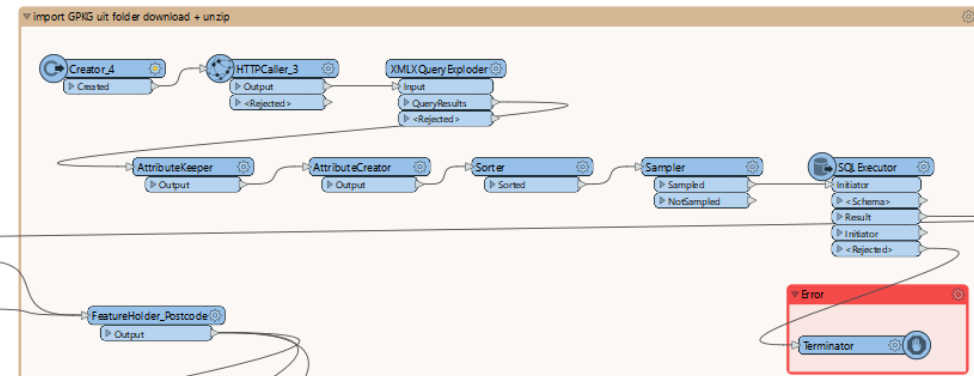 import GPKG uit folder download + unzip
Creator_4
Created
HTTPCaller_3
Output
<Rejected>
XMLXQueryExploder
Input
QueryResults
<Rejected>
AttributeKeeper
Output
AttributeCreator
Output
Sorter
Sorted
Sampler
Sampled
NotSampled
SQLExecutor
Initiator
<Schema>
Result
Initiator
<Rejected>
Error
Terminator
FeatureHolder_Postcode
Output